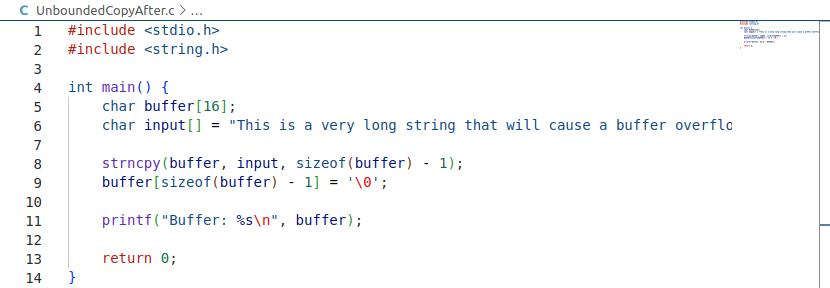 C UnboundedCopyAfter.c > ...
1 #include <stdio.h>
2 #include <string.h>
3
4 int main() {
5 char buffer[16];
6 char input[] = "This is a very long string that will cause a buffer overflo
7
8 strncpy(buffer, input, sizeof(buffer) - 1);
9 buffer[sizeof(buffer) - 1] = '\0';
10
11 printf("Buffer: %s\n", buffer);
12
13 return 0;
14 }